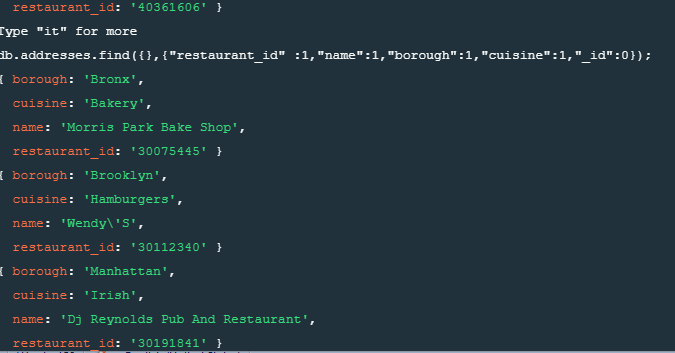 restaurant_id: '40361606' }
Type "it" for more
db.addresses.find({},{"restaurant_id" :1,"name":1,"borough":1,"cuisine":1,"_id":0});
{ borough: 'Bronx',
cuisine: 'Bakery',
name: 'Morris Park Bake Shop',
restaurant_id: '30075445' }
{ borough: 'Brooklyn',
cuisine: 'Hamburgers',
name: 'Wendy\'S',
restaurant_id: '30112340' }
{ borough: 'Manhattan',
cuisine: 'Irish',
name: 'Dj Reynolds Pub And Restaurant',
restaurant_id: '30191841' }